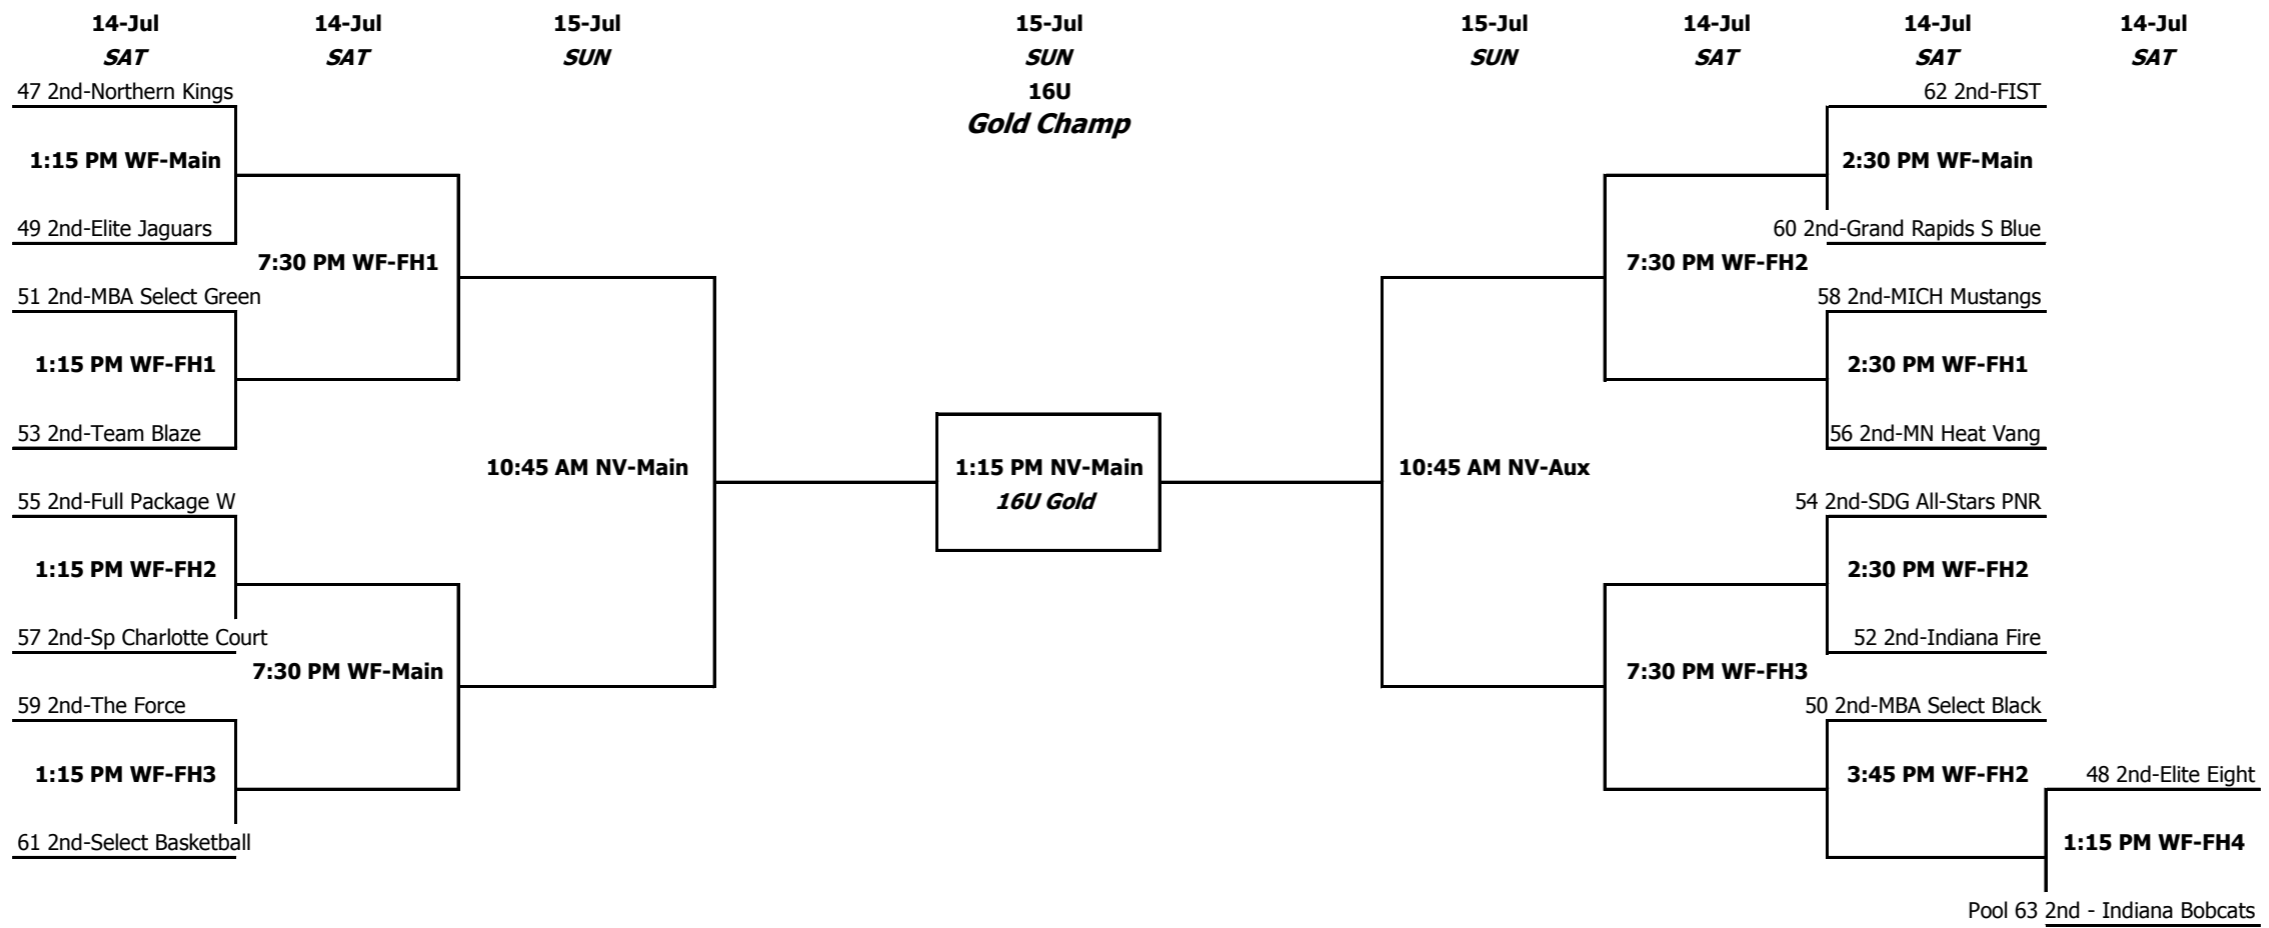 14-Jul 14-Jul 15-Jul 15-Jul 15-Jul 14-Jul 14-Jul 14-Jul
SAT SAT SUN SUN SUN SAT SAT SAT
47 2nd-Northern Kings 16U 62 2nd-FIST
Gold Champ
1:15 PM WF-Main 2:30 PM WF-Main
49 2nd-Elite Jaguars 60 2nd-Grand Rapids S Blue
7:30 PM WF-FH1 7:30 PM WF-FH2
51 2nd-MBA Select Green 58 2nd-MICH Mustangs
1:15 PM WF-FH1 2:30 PM WF-FH1
53 2nd-Team Blaze 56 2nd-MN Heat Vang
10:45 AM NV-Main 1:15 PM NV-Main 10:45 AM NV-Aux
55 2nd-Full Package W 16U Gold 54 2nd-SDG All-Stars PNR
1:15 PM WF-FH2 2:30 PM WF-FH2
57 2nd-Sp Charlotte Court 52 2nd-Indiana Fire
7:30 PM WF-Main 7:30 PM WF-FH3
59 2nd-The Force 50 2nd-MBA Select Black
1:15 PM WF-FH3 3:45 PM WF-FH2 48 2nd-Elite Eight
61 2nd-Select Basketball 1:15 PM WF-FH4
Pool 63 2nd - Indiana Bobcats